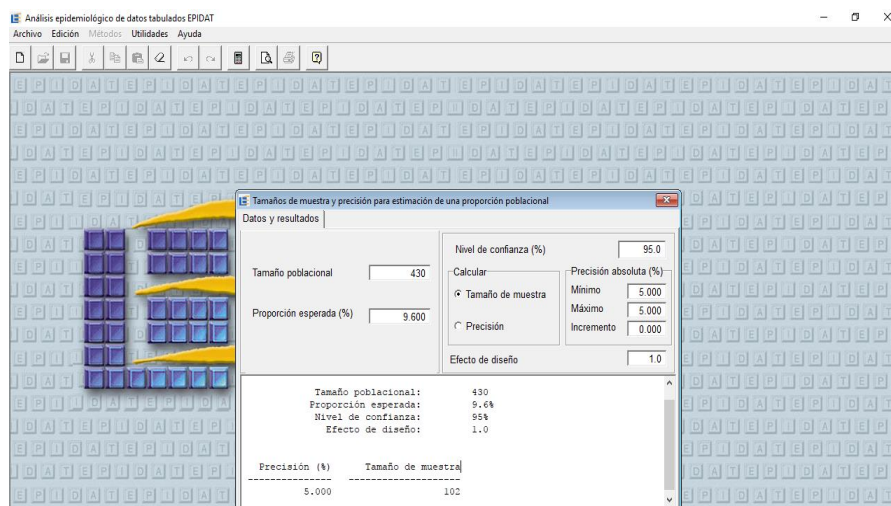 Análisis epidemiológico de datos tabulados EPIDAT
Archivo Edición Métodos Utilidades Ayuda
Tamaños de muestra y precisión para estimación de una proporción poblacional
Datos y resultados
Tamaño poblacional 430
Proporción esperada (%) 9.600
Nivel de confianza (%) 95.0
Calcular
Tamaño de muestra
Precisión
Precisión absoluta (%)
Mínimo 5.000
Máximo 5.000
Incremento 0.000
Efecto de diseño 1.0
Tamaño poblacional: 430
Proporción esperada: 9.6%
Nivel de confianza: 95%
Efecto de diseño: 1.0
Precisión (%) Tamaño de muestra
--------------- --------------------
5.000 102